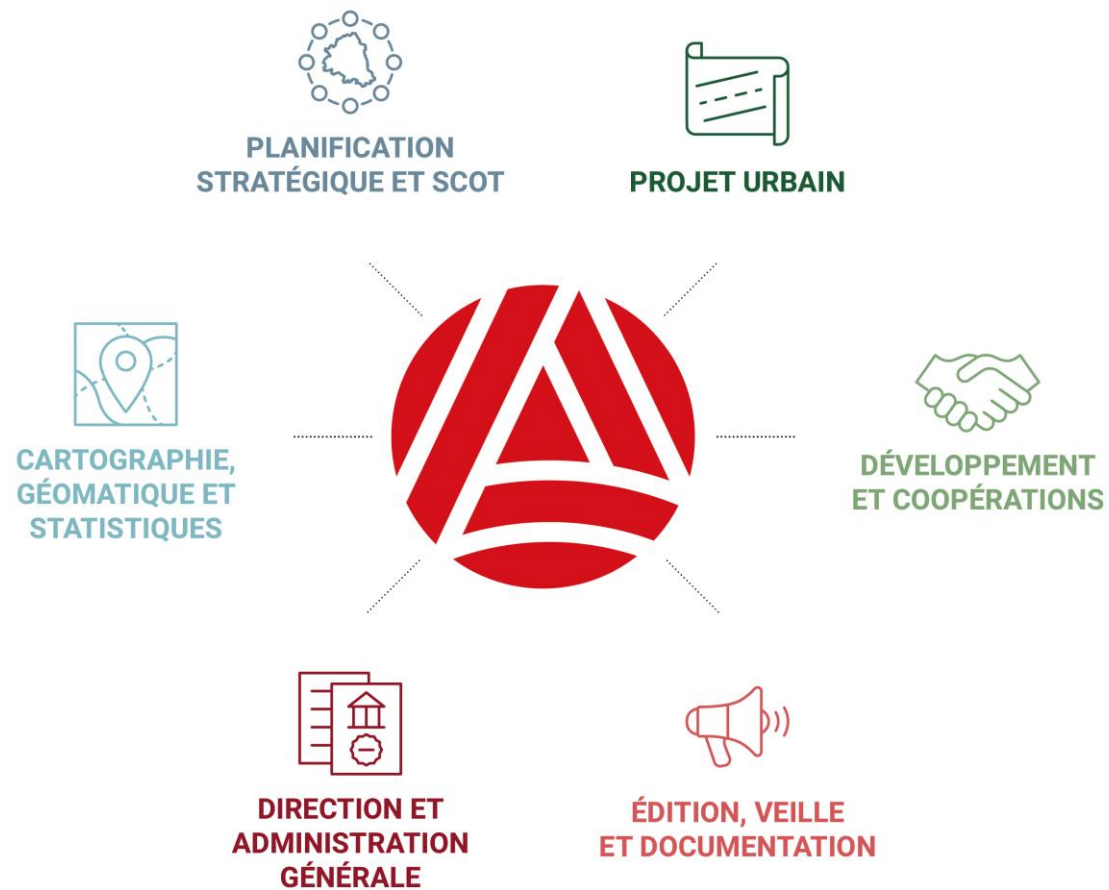 PLANIFICATION
STRATÉGIQUE ET SCOT
PROJET URBAIN
CARTOGRAPHIE,
GÉOMATIQUE ET
STATISTIQUES
DÉVELOPPEMENT
ET COOPÉRATIONS
DIRECTION ET
ADMINISTRATION
GÉNÉRALE
ÉDITION, VEILLE
ET DOCUMENTATION